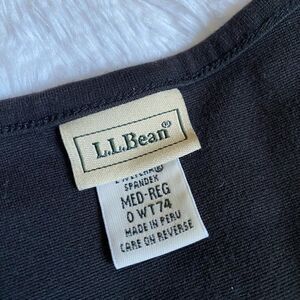 L.L.Bean®
SPANDEX
MED-REG
0 WT74
MADE IN PERU
CARE ON REVERSE